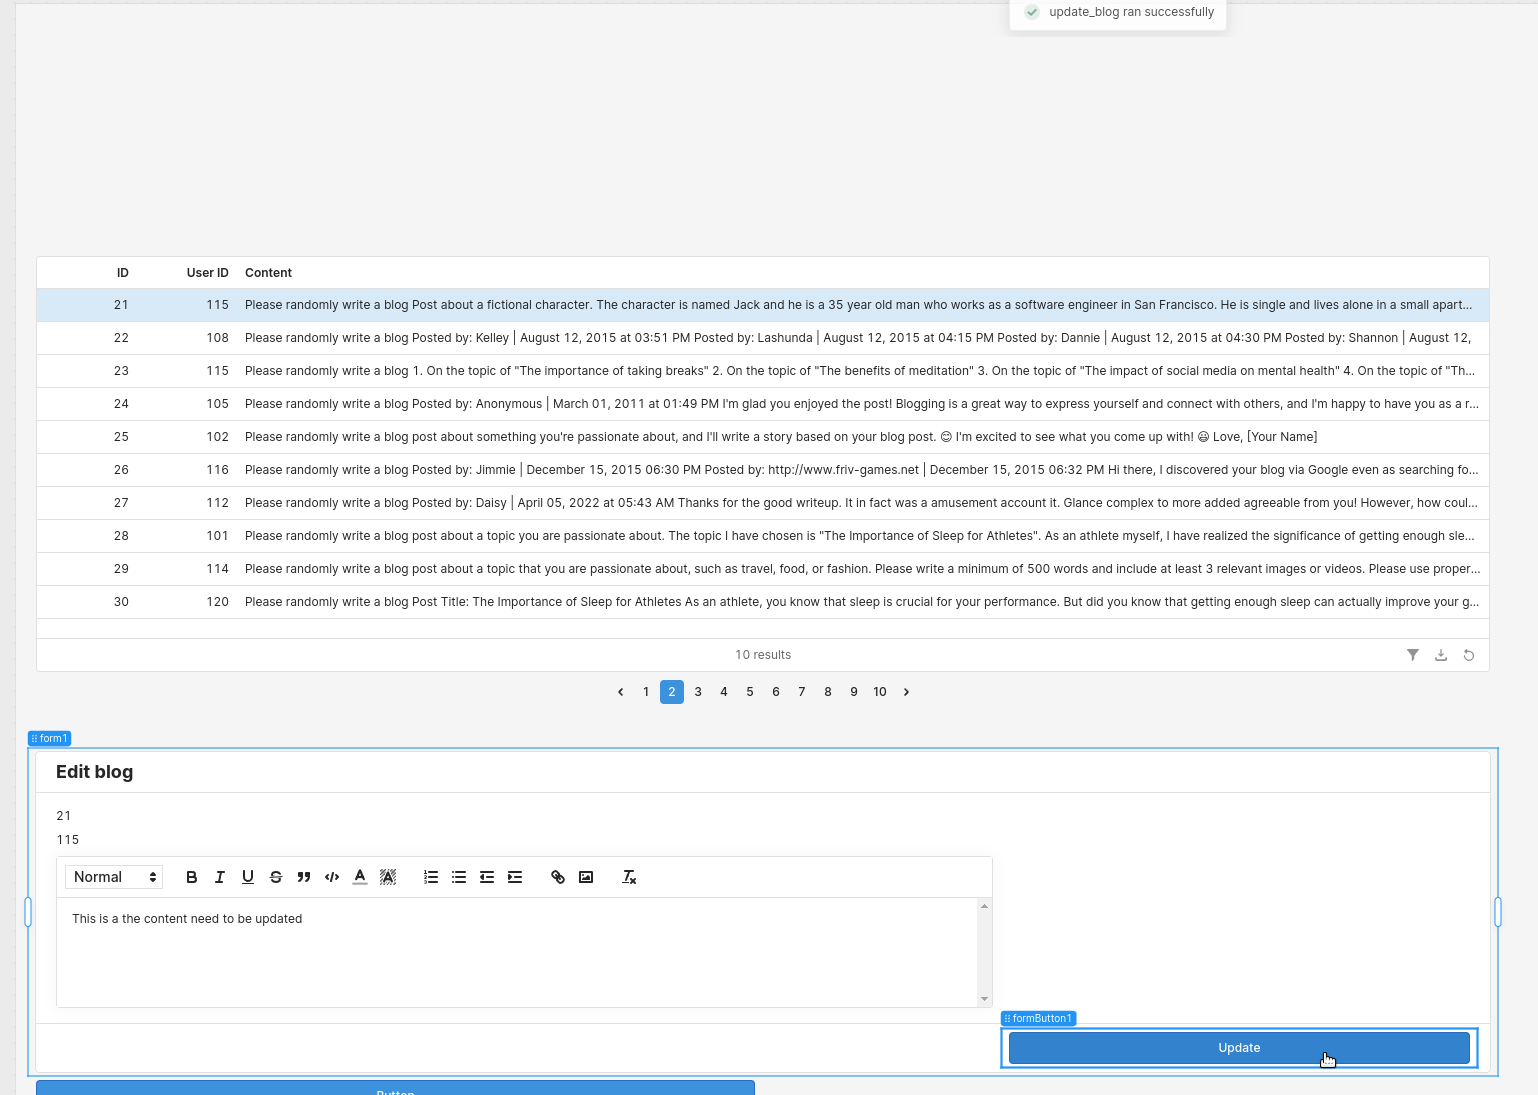 update_blog ran successfully
ID User ID Content
21 115 Please randomly write a blog Post about a fictional character. The character is named Jack and he is a 35 year old man who works as a software engineer in San Francisco. He is single and lives alone in a small apart...
22 108 Please randomly write a blog Posted by: Kelley | August 12, 2015 at 03:51 PM Posted by: Lashunda | August 12, 2015 at 04:15 PM Posted by: Dannie | August 12, 2015 at 04:30 PM Posted by: Shannon | August 12,
23 115 Please randomly write a blog 1. On the topic of "The importance of taking breaks" 2. On the topic of "The benefits of meditation" 3. On the topic of "The impact of social media on mental health" 4. On the topic of "Th...
24 105 Please randomly write a blog Posted by: Anonymous | March 01, 2011 at 01:49 PM I'm glad you enjoyed the post! Blogging is a great way to express yourself and connect with others, and I'm happy to have you as a r...
25 102 Please randomly write a blog post about something you're passionate about, and I'll write a story based on your blog post. 😊 I'm excited to see what you come up with! 😃 Love, [Your Name]
26 116 Please randomly write a blog Posted by: Jimmie | December 15, 2015 06:30 PM Posted by: http://www.friv-games.net | December 15, 2015 06:32 PM Hi there, I discovered your blog via Google even as searching fo...
27 112 Please randomly write a blog Posted by: Daisy | April 05, 2022 at 05:43 AM Thanks for the good writeup. It in fact was a amusement account it. Glance complex to more added agreeable from you! However, how coul...
28 101 Please randomly write a blog post about a topic you are passionate about. The topic I have chosen is "The Importance of Sleep for Athletes". As an athlete myself, I have realized the significance of getting enough sle...
29 114 Please randomly write a blog post about a topic that you are passionate about, such as travel, food, or fashion. Please write a minimum of 500 words and include at least 3 relevant images or videos. Please use proper...
30 120 Please randomly write a blog Post Title: The Importance of Sleep for Athletes As an athlete, you know that sleep is crucial for your performance. But did you know that getting enough sleep can actually improve your g...
10 results
1 2 3 4 5 6 7 8 9 10
form1
Edit blog
21
115
Normal
This is a the content need to be updated
formButton1
Update
Button